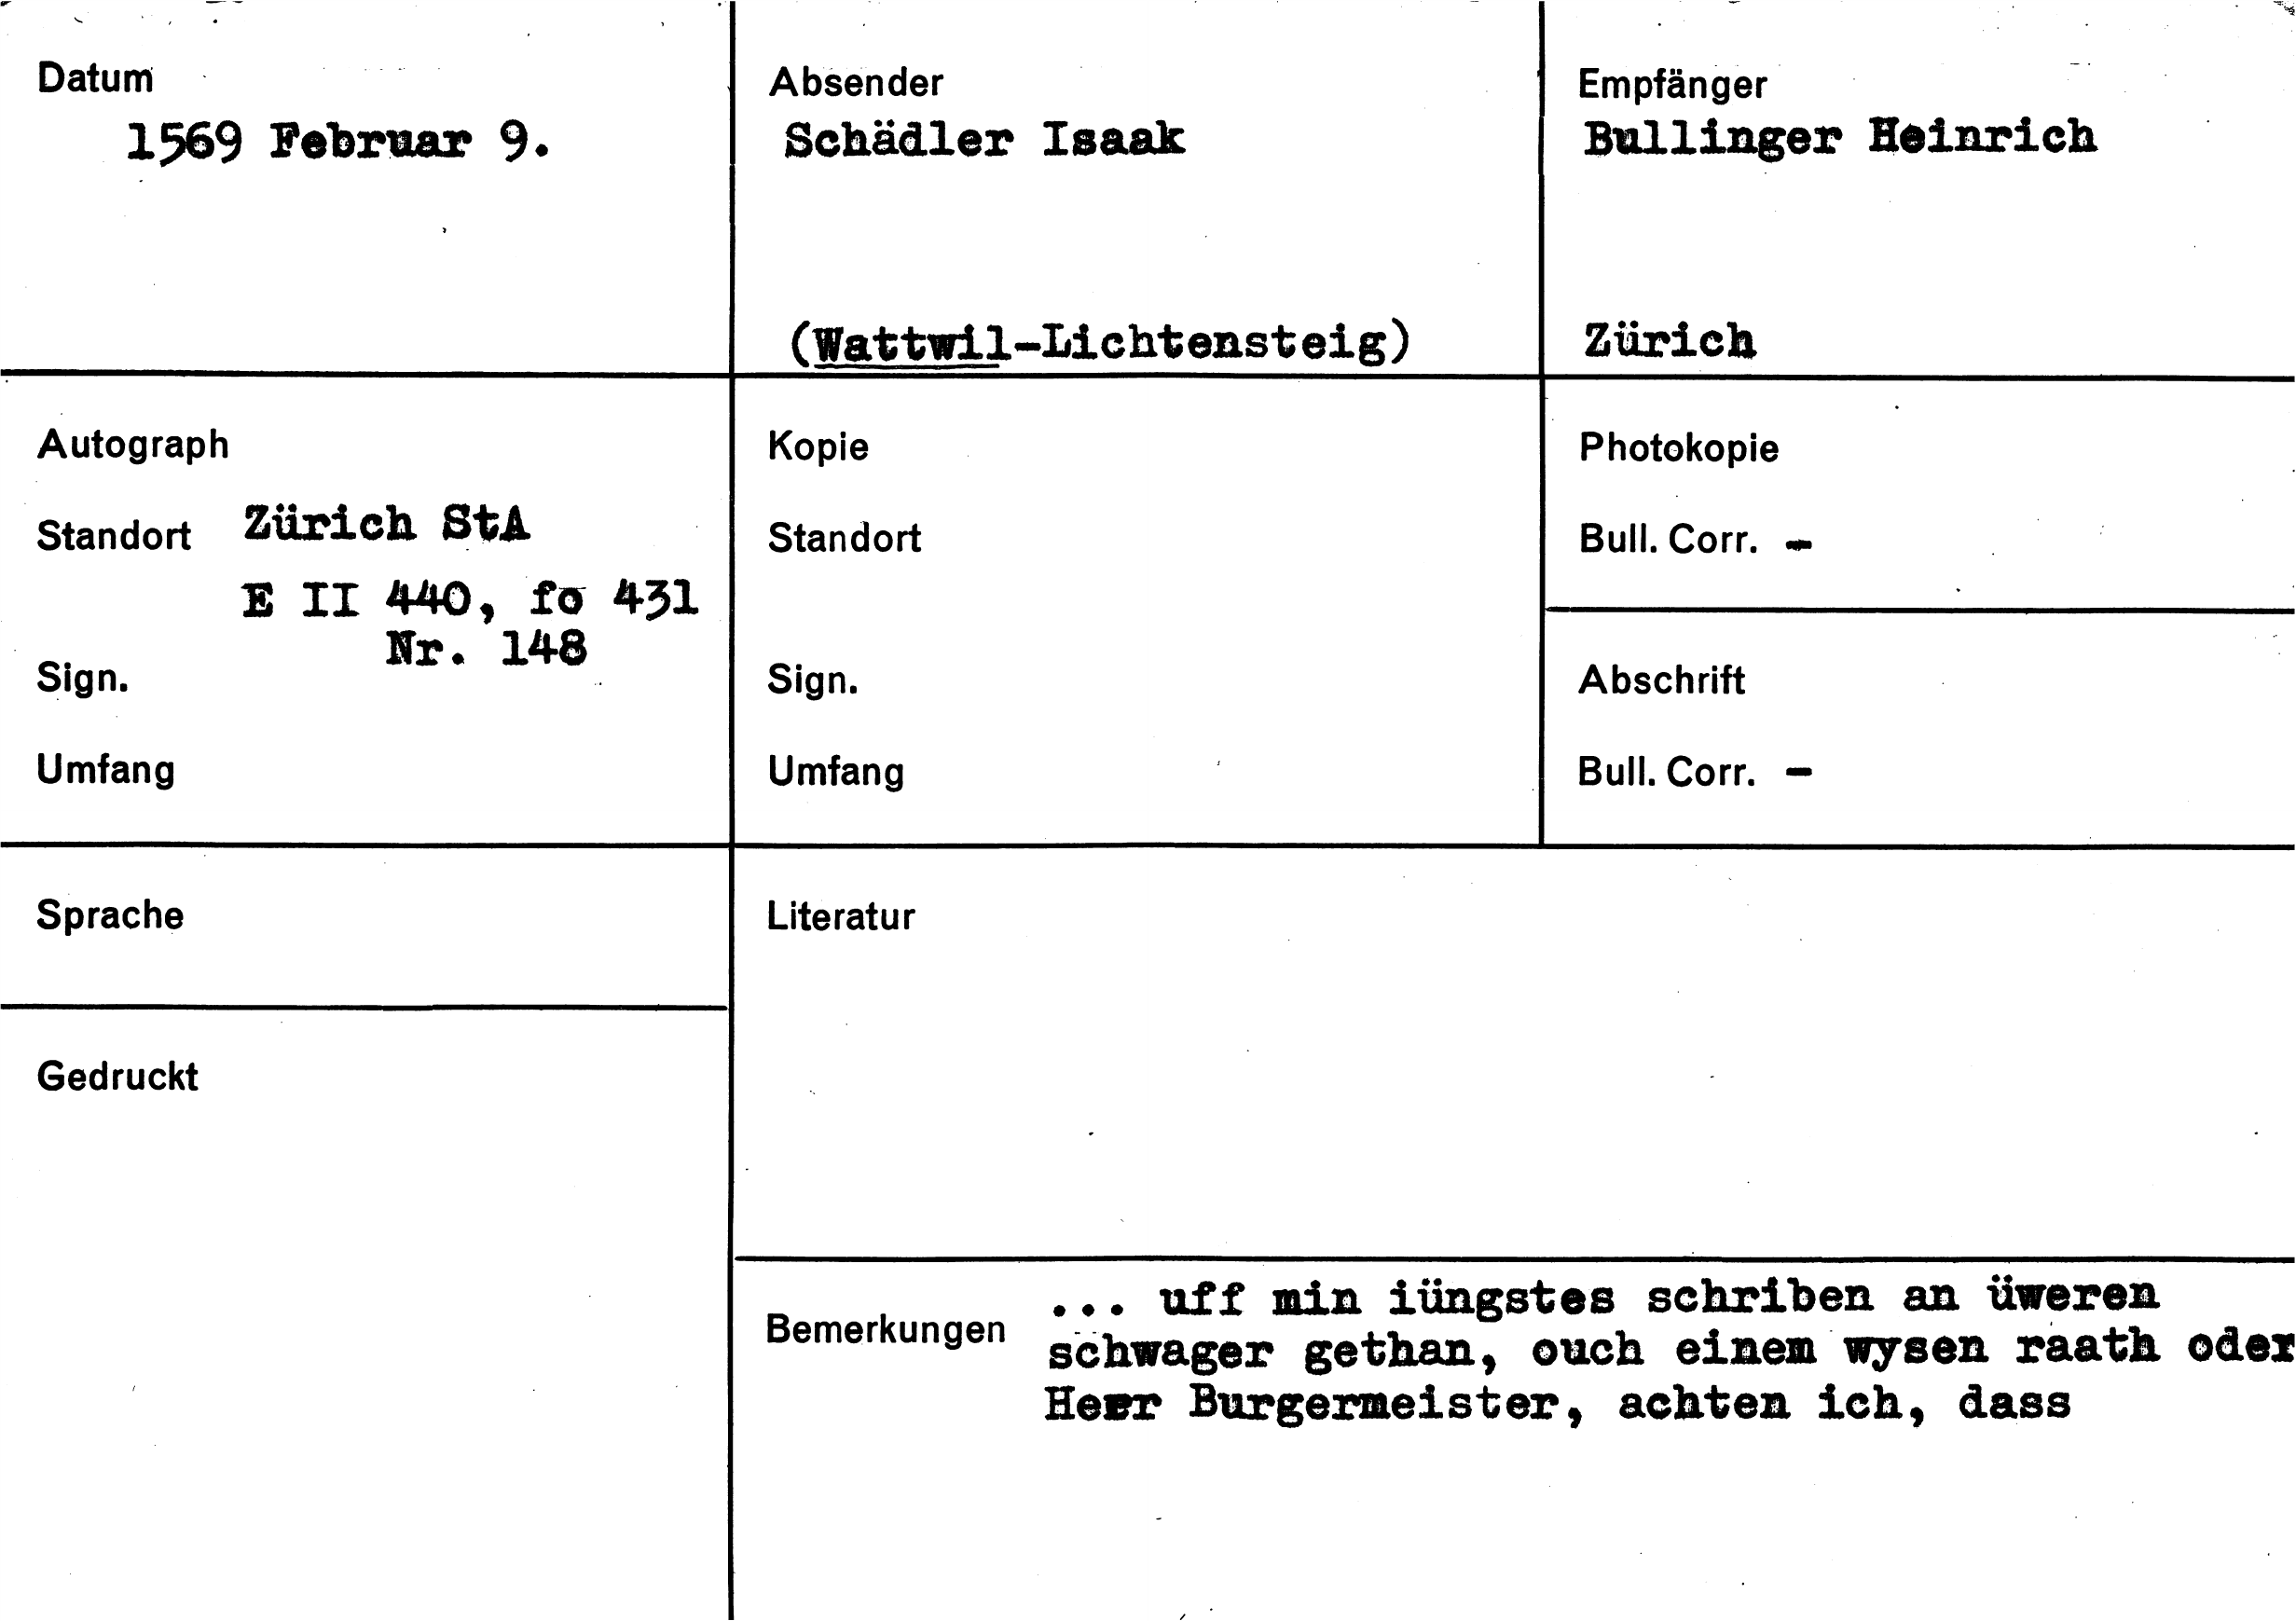 Datum
1569 Februar 9.
Absender
Schädler Isaak
(Wattwil-Lichtensteig)
Empfänger
Bullinger Heinrich
Zürich
Autograph
Standort Zürich StA
E II 440, fo 431
Nr. 148
Sign.
Umfang
Kopie
Standort
Sign.
Umfang
Photokopie
Bull. Corr. -
Abschrift
Bull. Corr. -
Sprache
Gedruckt
Literatur
Bemerkungen
... uff min iüngstes schriben an üweren
schwager gethan, ouch einem wysen raath oder
Herr Burgermeister, achten ich, dass